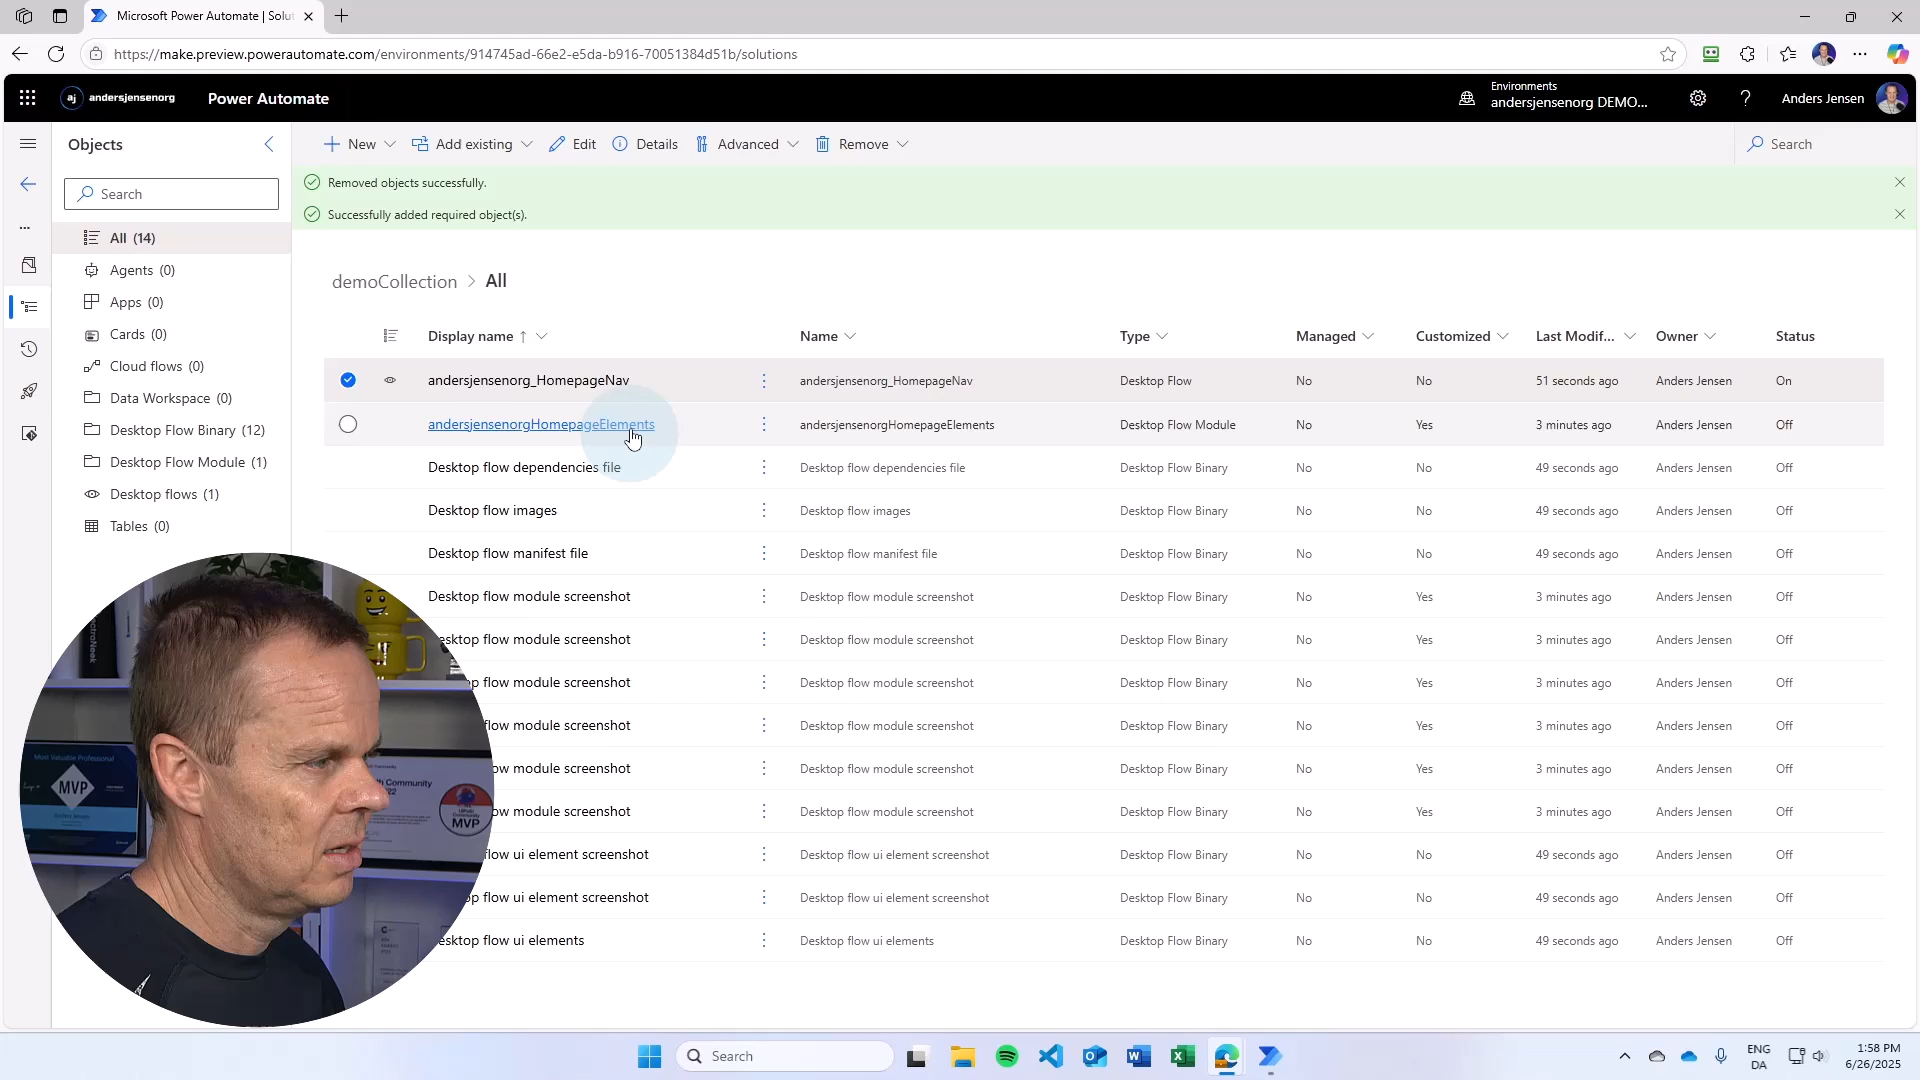 Microsoft Power Automate | Solut
https://make.preview.powerautomate.com/environments/914745ad-66e2-e5da-b916-70051384d51b/solutions
aj andersjensenorg
Power Automate
Environments
andersjensenorg DEMO...
?
Anders Jensen
Objects
New
Add existing
Edit
Details
Advanced
Remove
Search
Search
Removed objects successfully.
Successfully added required object(s).
All (14)
Agents (0)
Apps (0)
Cards (0)
Cloud flows (0)
Data Workspace (0)
Desktop Flow Binary (12)
Desktop Flow Module (1)
Desktop flows (1)
Tables (0)
demoCollection > All
Display name ↑ Name Type Managed Customized Last Modif... Owner Status
andersjensenorg_HomepageNav andersjensenorg_HomepageNav Desktop Flow No No 51 seconds ago Anders Jensen On
andersjensenorgHomepageElements andersjensenorgHomepageElements Desktop Flow Module No Yes 3 minutes ago Anders Jensen Off
Desktop flow dependencies file Desktop flow dependencies file Desktop Flow Binary No No 49 seconds ago Anders Jensen Off
Desktop flow images Desktop flow images Desktop Flow Binary No No 49 seconds ago Anders Jensen Off
Desktop flow manifest file Desktop flow manifest file Desktop Flow Binary No No 49 seconds ago Anders Jensen Off
Desktop flow module screenshot Desktop flow module screenshot Desktop Flow Binary No Yes 3 minutes ago Anders Jensen Off
esktop flow module screenshot Desktop flow module screenshot Desktop Flow Binary No Yes 3 minutes ago Anders Jensen Off
p flow module screenshot Desktop flow module screenshot Desktop Flow Binary No Yes 3 minutes ago Anders Jensen Off
flow module screenshot Desktop flow module screenshot Desktop Flow Binary No Yes 3 minutes ago Anders Jensen Off
ow module screenshot Desktop flow module screenshot Desktop Flow Binary No Yes 3 minutes ago Anders Jensen Off
ow module screenshot Desktop flow module screenshot Desktop Flow Binary No Yes 3 minutes ago Anders Jensen Off
flow ui element screenshot Desktop flow ui element screenshot Desktop Flow Binary No No 49 seconds ago Anders Jensen Off
p flow ui element screenshot Desktop flow ui element screenshot Desktop Flow Binary No No 49 seconds ago Anders Jensen Off
esktop flow ui elements Desktop flow ui elements Desktop Flow Binary No No 49 seconds ago Anders Jensen Off
Most Valuable Professional
MVP
Community
MVP
Search
ENG
DA
1:58 PM
6/26/2025